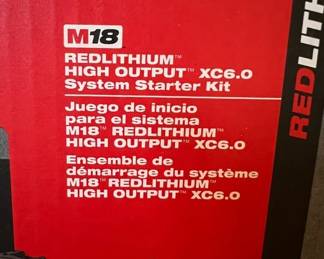 M18
REDLITHIUM™
HIGH OUTPUT™ XC6.0
System Starter Kit
Juego de inicio
para el sistema
M18™ REDLITHIUM™
HIGH OUTPUT™ XC6.0
Ensemble de
démarrage du système
M18™ REDLITHIUM™
HIGH OUTPUT™ XC6.0
REDLITH